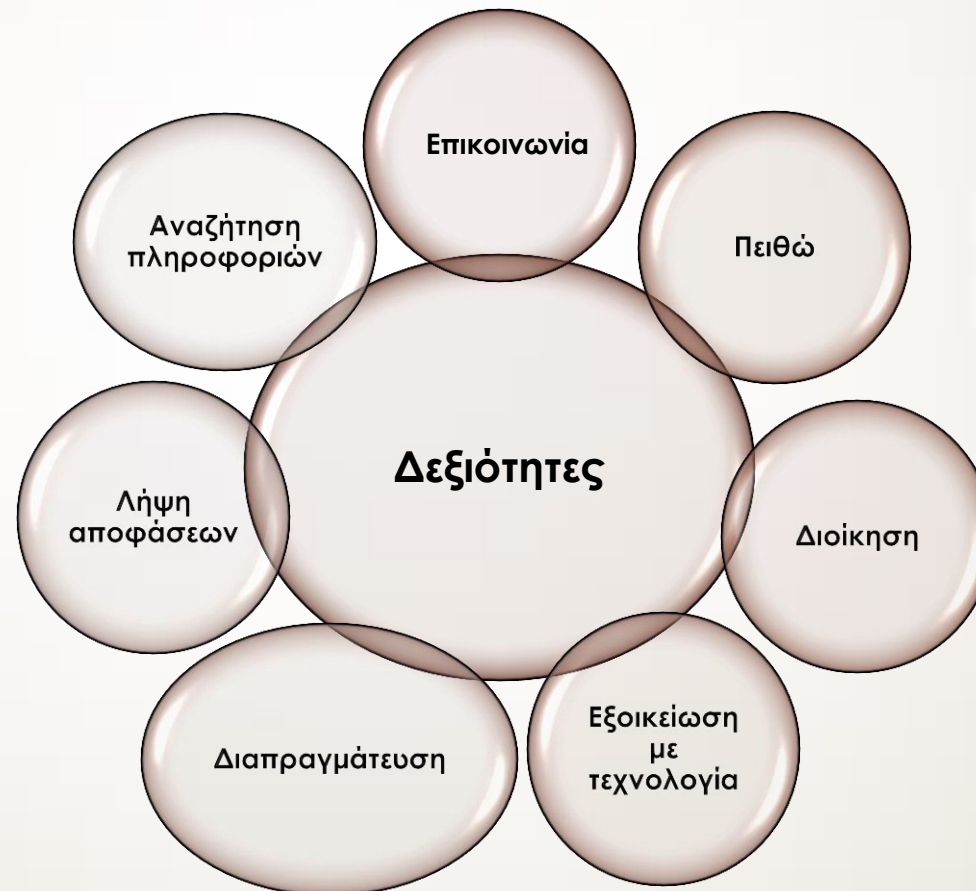 Επικοινωνία
Πειθώ
Διοίκηση
Εξοικείωση
με
τεχνολογία
Διαπραγμάτευση
Λήψη
αποφάσεων
Αναζήτηση
πληροφοριών
Δεξιότητες